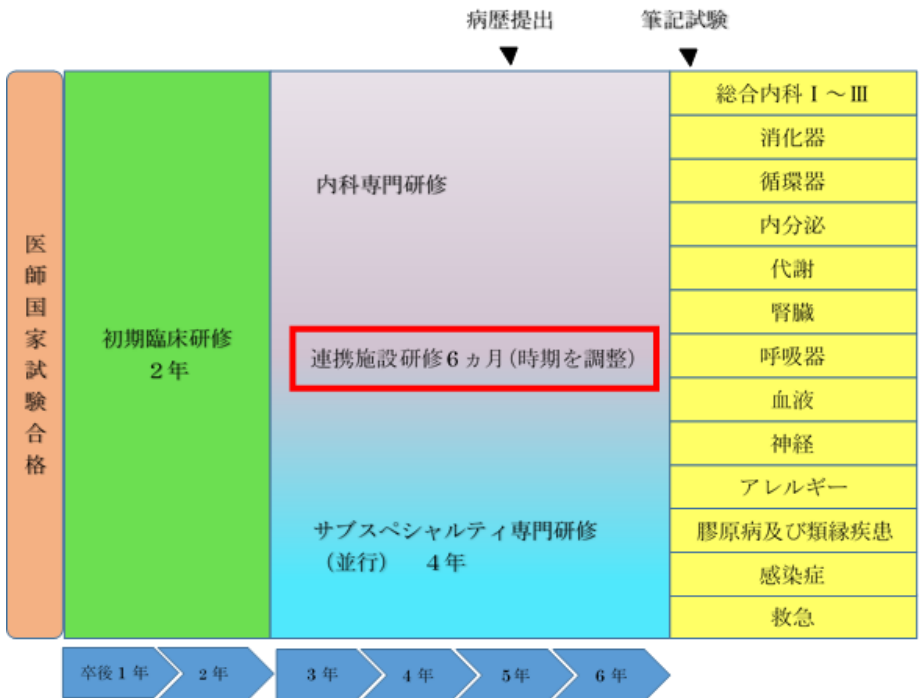 病歴提出
筆記試験
▼
▼
医師国家試験合格
初期臨床研修
2年
内科専門研修
連携施設研修6ヵ月(時期を調整)
サブスペシャルティ専門研修
(並行) 4年
総合内科Ⅰ～Ⅲ
消化器
循環器
内分泌
代謝
腎臓
呼吸器
血液
神経
アレルギー
膠原病及び類縁疾患
感染症
救急
卒後1年
2年
3年
4年
5年
6年